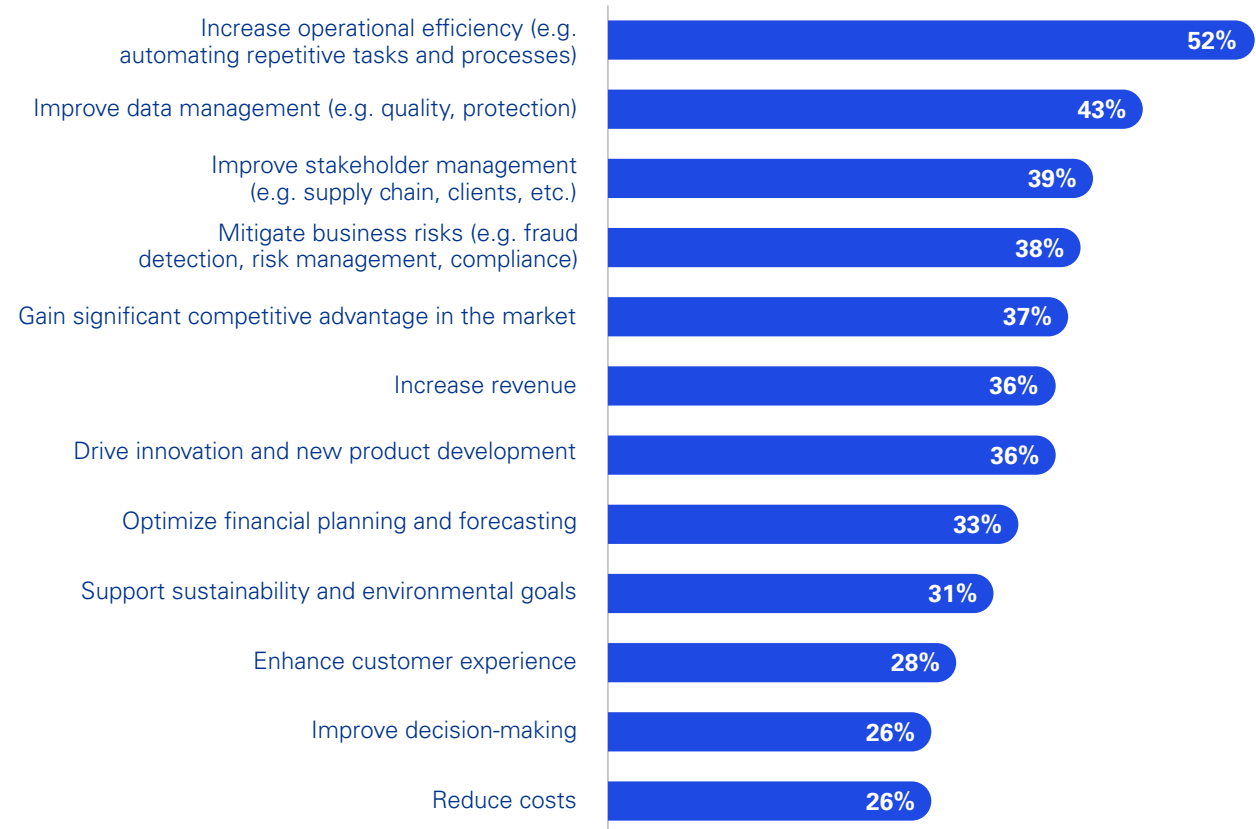 Increase operational efficiency (e.g.
automating repetitive tasks and processes)
52%
Improve data management (e.g. quality, protection)
43%
Improve stakeholder management
(e.g. supply chain, clients, etc.)
39%
Mitigate business risks (e.g. fraud
detection, risk management, compliance)
38%
Gain significant competitive advantage in the market
37%
Increase revenue
36%
Drive innovation and new product development
36%
Optimize financial planning and forecasting
33%
Support sustainability and environmental goals
31%
Enhance customer experience
28%
Improve decision-making
26%
Reduce costs
26%